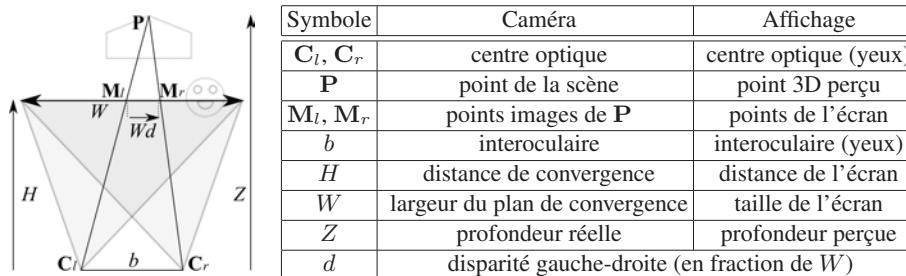 P
M_l M_r
W
Wd
H
Z
C_l b C_r
Symbole Caméra Affichage
C_l, C_r centre optique centre optique (yeux)
P point de la scène point 3D perçu
M_l, M_r points images de P points de l'écran
b interoculaire interoculaire (yeux)
H distance de convergence distance de l'écran
W largeur du plan de convergence taille de l'écran
Z profondeur réelle profondeur perçue
d disparité gauche-droite (en fraction de W)